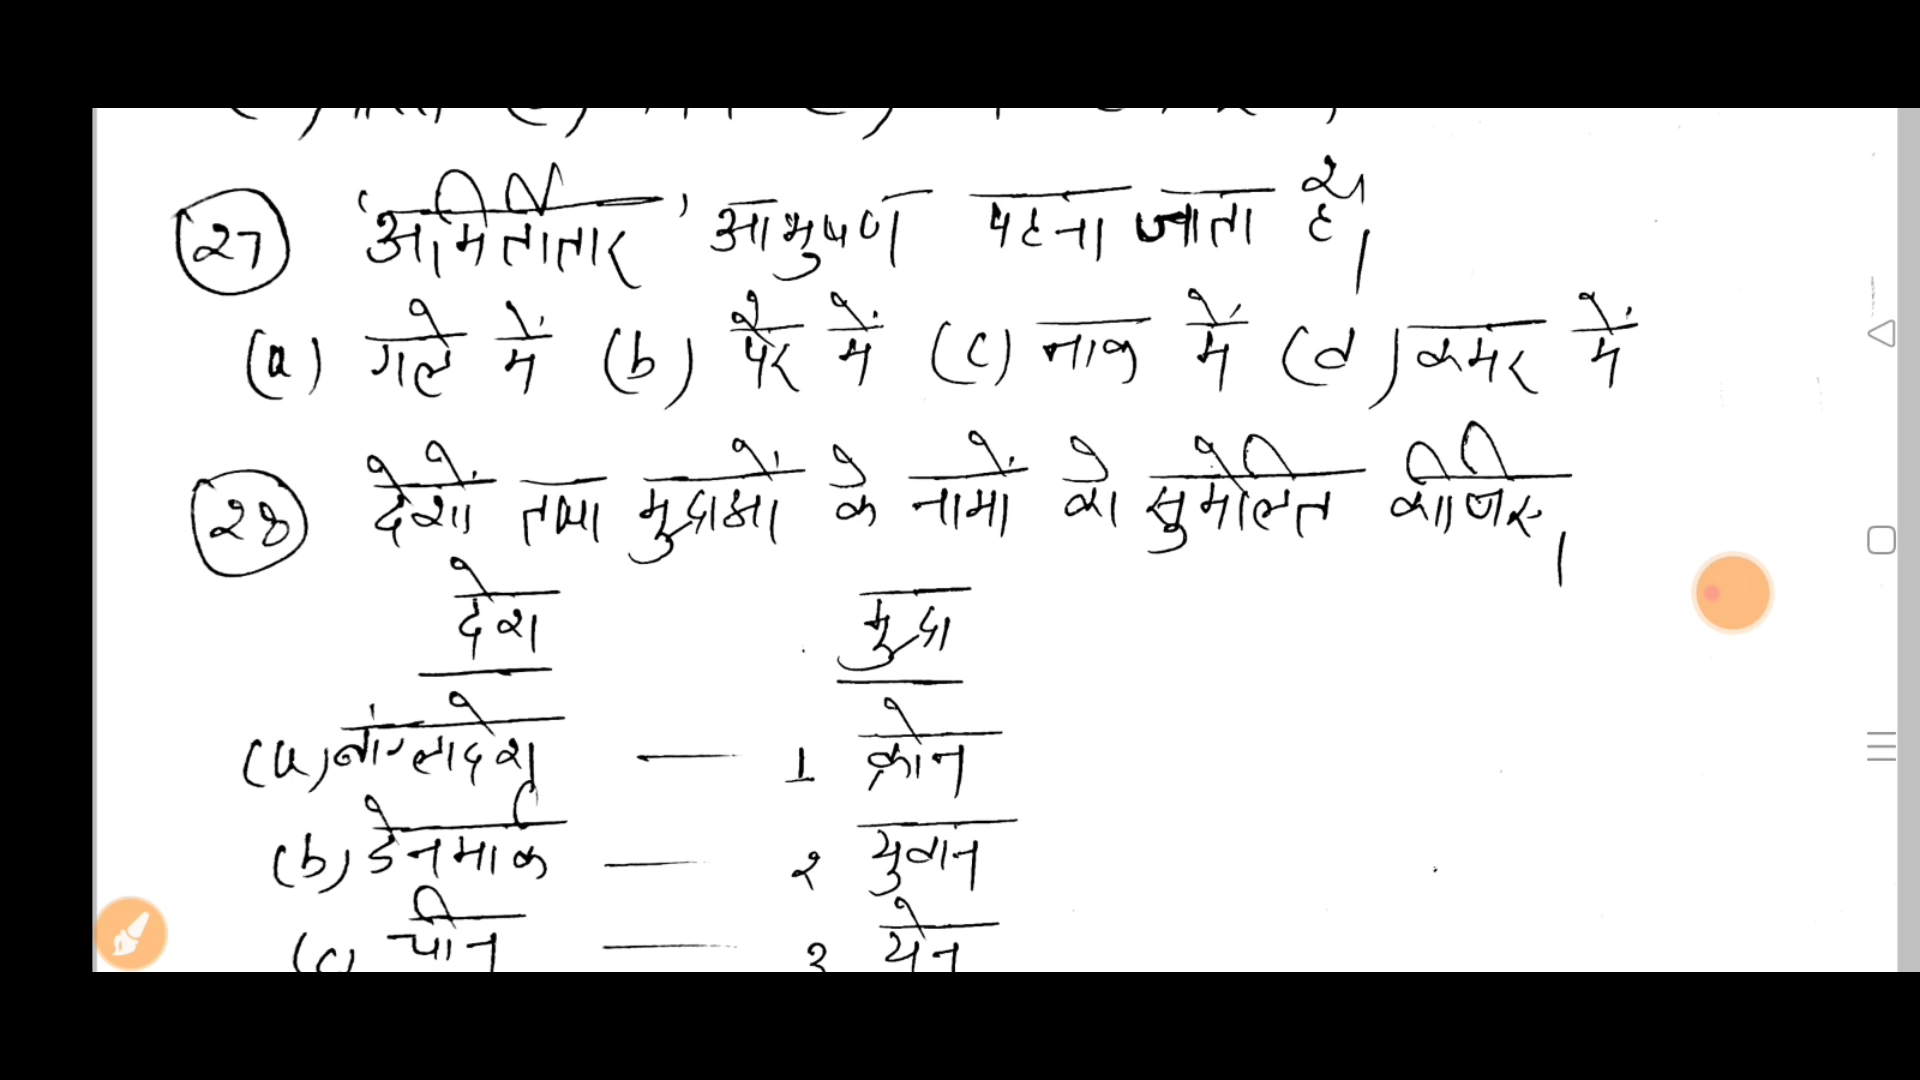 27 'अमिर्तितार' आभुषण पहना जाता है।
(a) गले में (b) पैर में (c) नाक में (d) कमर में
28 देशों तथा मुद्राओं के नामों को सुमेलित कीजिए।
देश मुद्रा
(a) बांग्लादेश — 1 क्रोन
(b) डेनमार्क — 2 युवान
(c) चीन — 3 येन